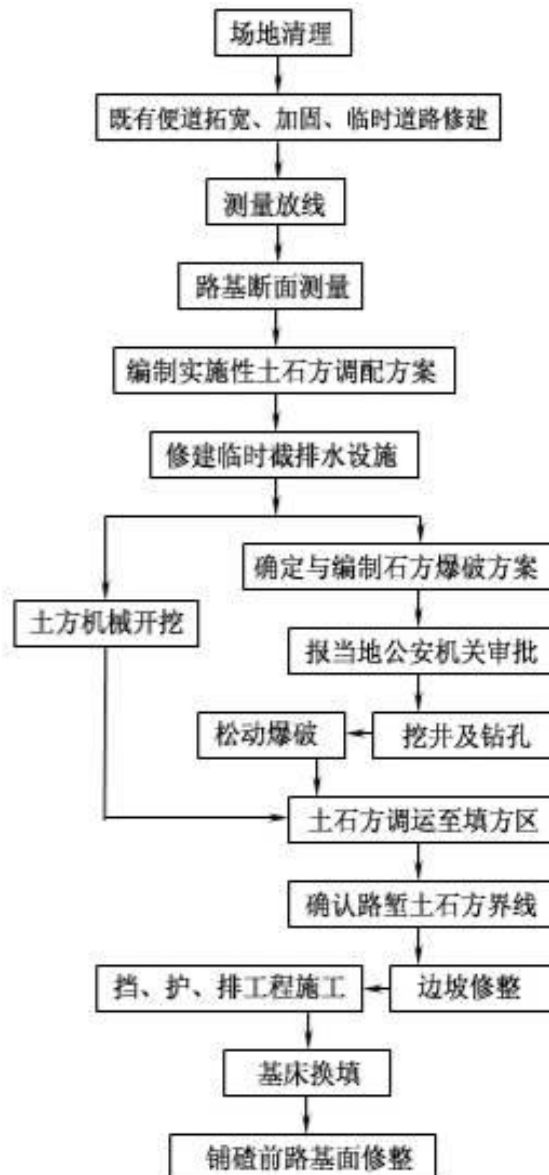 场地清理
既有便道拓宽、加固、临时道路修建
测量放线
路基断面测量
编制实施性土石方调配方案
修建临时截排水设施
确定与编制石方爆破方案
土方机械开挖
报当地公安机关审批
松动爆破
挖井及钻孔
土石方调运至填方区
确认路堑土石方界线
挡、护、排工程施工
边坡修整
基床换填
铺碴前路基面修整